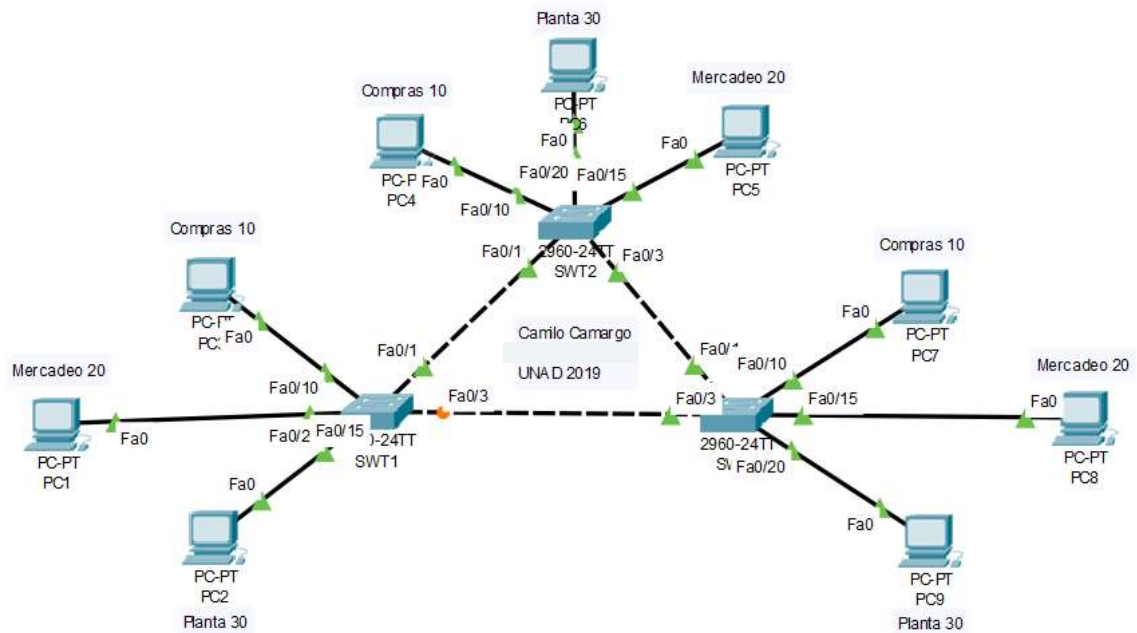 Planta 30
PC-PT
Fa0
Compras 10
Fa0
PC4
Mercadeo 20
Fa0
PC-PT
PC5
Fa0/20
Fa0/15
Fa0/10
2960-24TT
SWT2
Fa0/1
Fa0/3
Compras 10
Fa0
Compras 10
Fa0
PC-PT
PC7
Camilo Camargo
UNAD 2019
Fa0/1
Fa0/3
Fa0/10
Fa0/2
Fa0/15
SWT1
Mercadeo 20
Fa0
PC-PT
PC1
Fa0
PC-PT
PC2
Planta 30
Fa0/3
Fa0/10
Fa0/15
2960-24TT
Fa0/20
Mercadeo 20
Fa0
PC-PT
PC8
Fa0
PC-PT
PC9
Planta 30